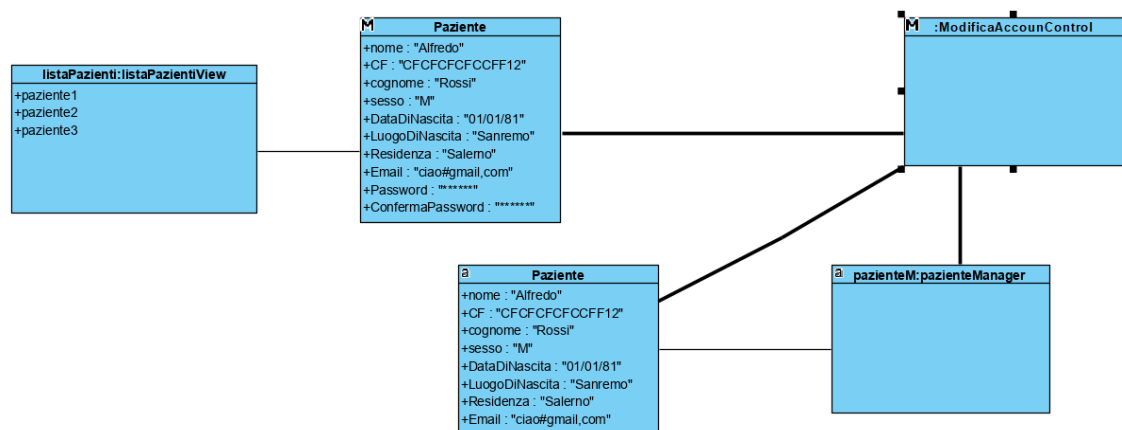 M
Paziente
+nome : "Alfredo"
+CF : "CFCFCFCFCCFF12"
+cognome : "Rossi"
+sesso : "M"
+DataDiNascita : "01/01/81"
+LuogoDiNascita : "Sanremo"
+Residenza : "Salerno"
+Email : "ciao#gmail,com"
+Password : "******"
+ConfermaPassword : "******"
M
:ModificaAccounControl
listaPazienti:listaPazientiView
+paziente1
+paziente2
+paziente3
a
Paziente
+nome : "Alfredo"
+CF : "CFCFCFCFCCFF12"
+cognome : "Rossi"
+sesso : "M"
+DataDiNascita : "01/01/81"
+LuogoDiNascita : "Sanremo"
+Residenza : "Salerno"
+Email : "ciao#gmail,com"
a
pazienteM:pazienteManager